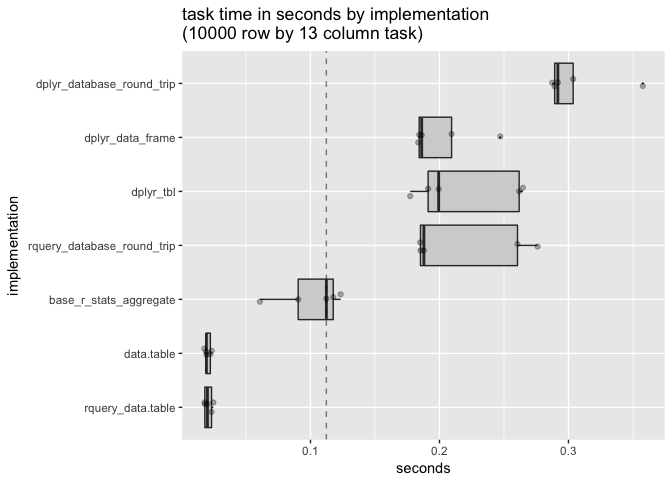 task time in seconds by implementation
(10000 row by 13 column task)
dplyr_database_round_trip
dplyr_data_frame
dplyr_tbl
rquery_database_round_trip
base_r_stats_aggregate
data.table
rquery_data.table
implementation
0.1 0.2 0.3
seconds